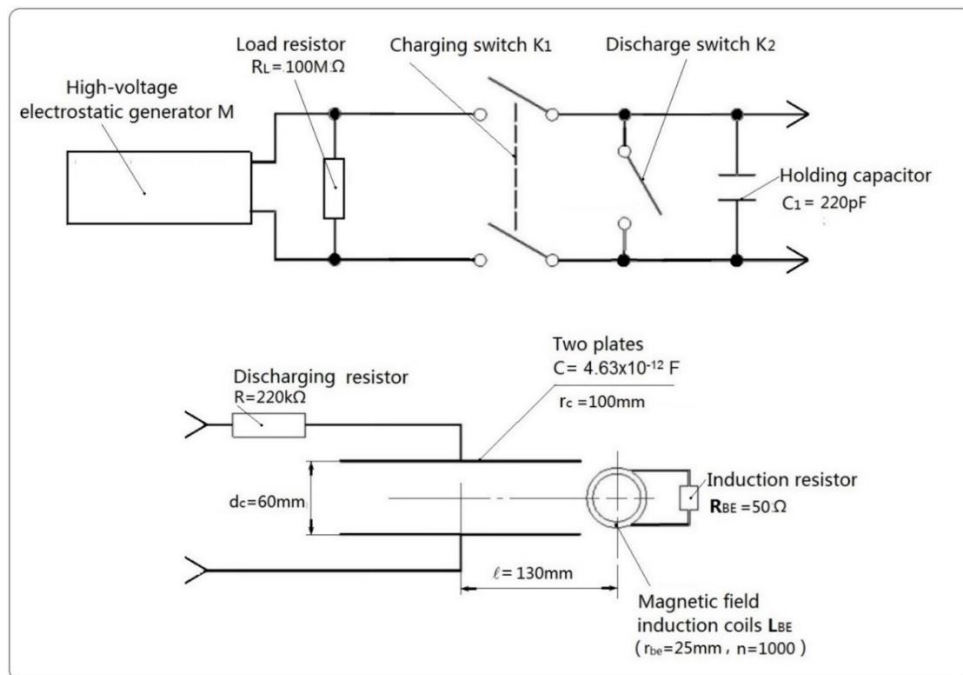 Load resistor
RL=100MΩ
Charging switch K1
Discharge switch K2
High-voltage
electrostatic generator M
Holding capacitor
C1= 220pF
Two plates
C= 4.63x10-12 F
rc =100mm
Discharging resistor
R=220kΩ
dc=60mm
Induction resistor
RBE =50Ω
ℓ= 130mm
Magnetic field
induction coils LBE
( rbe=25mm , n=1000 )